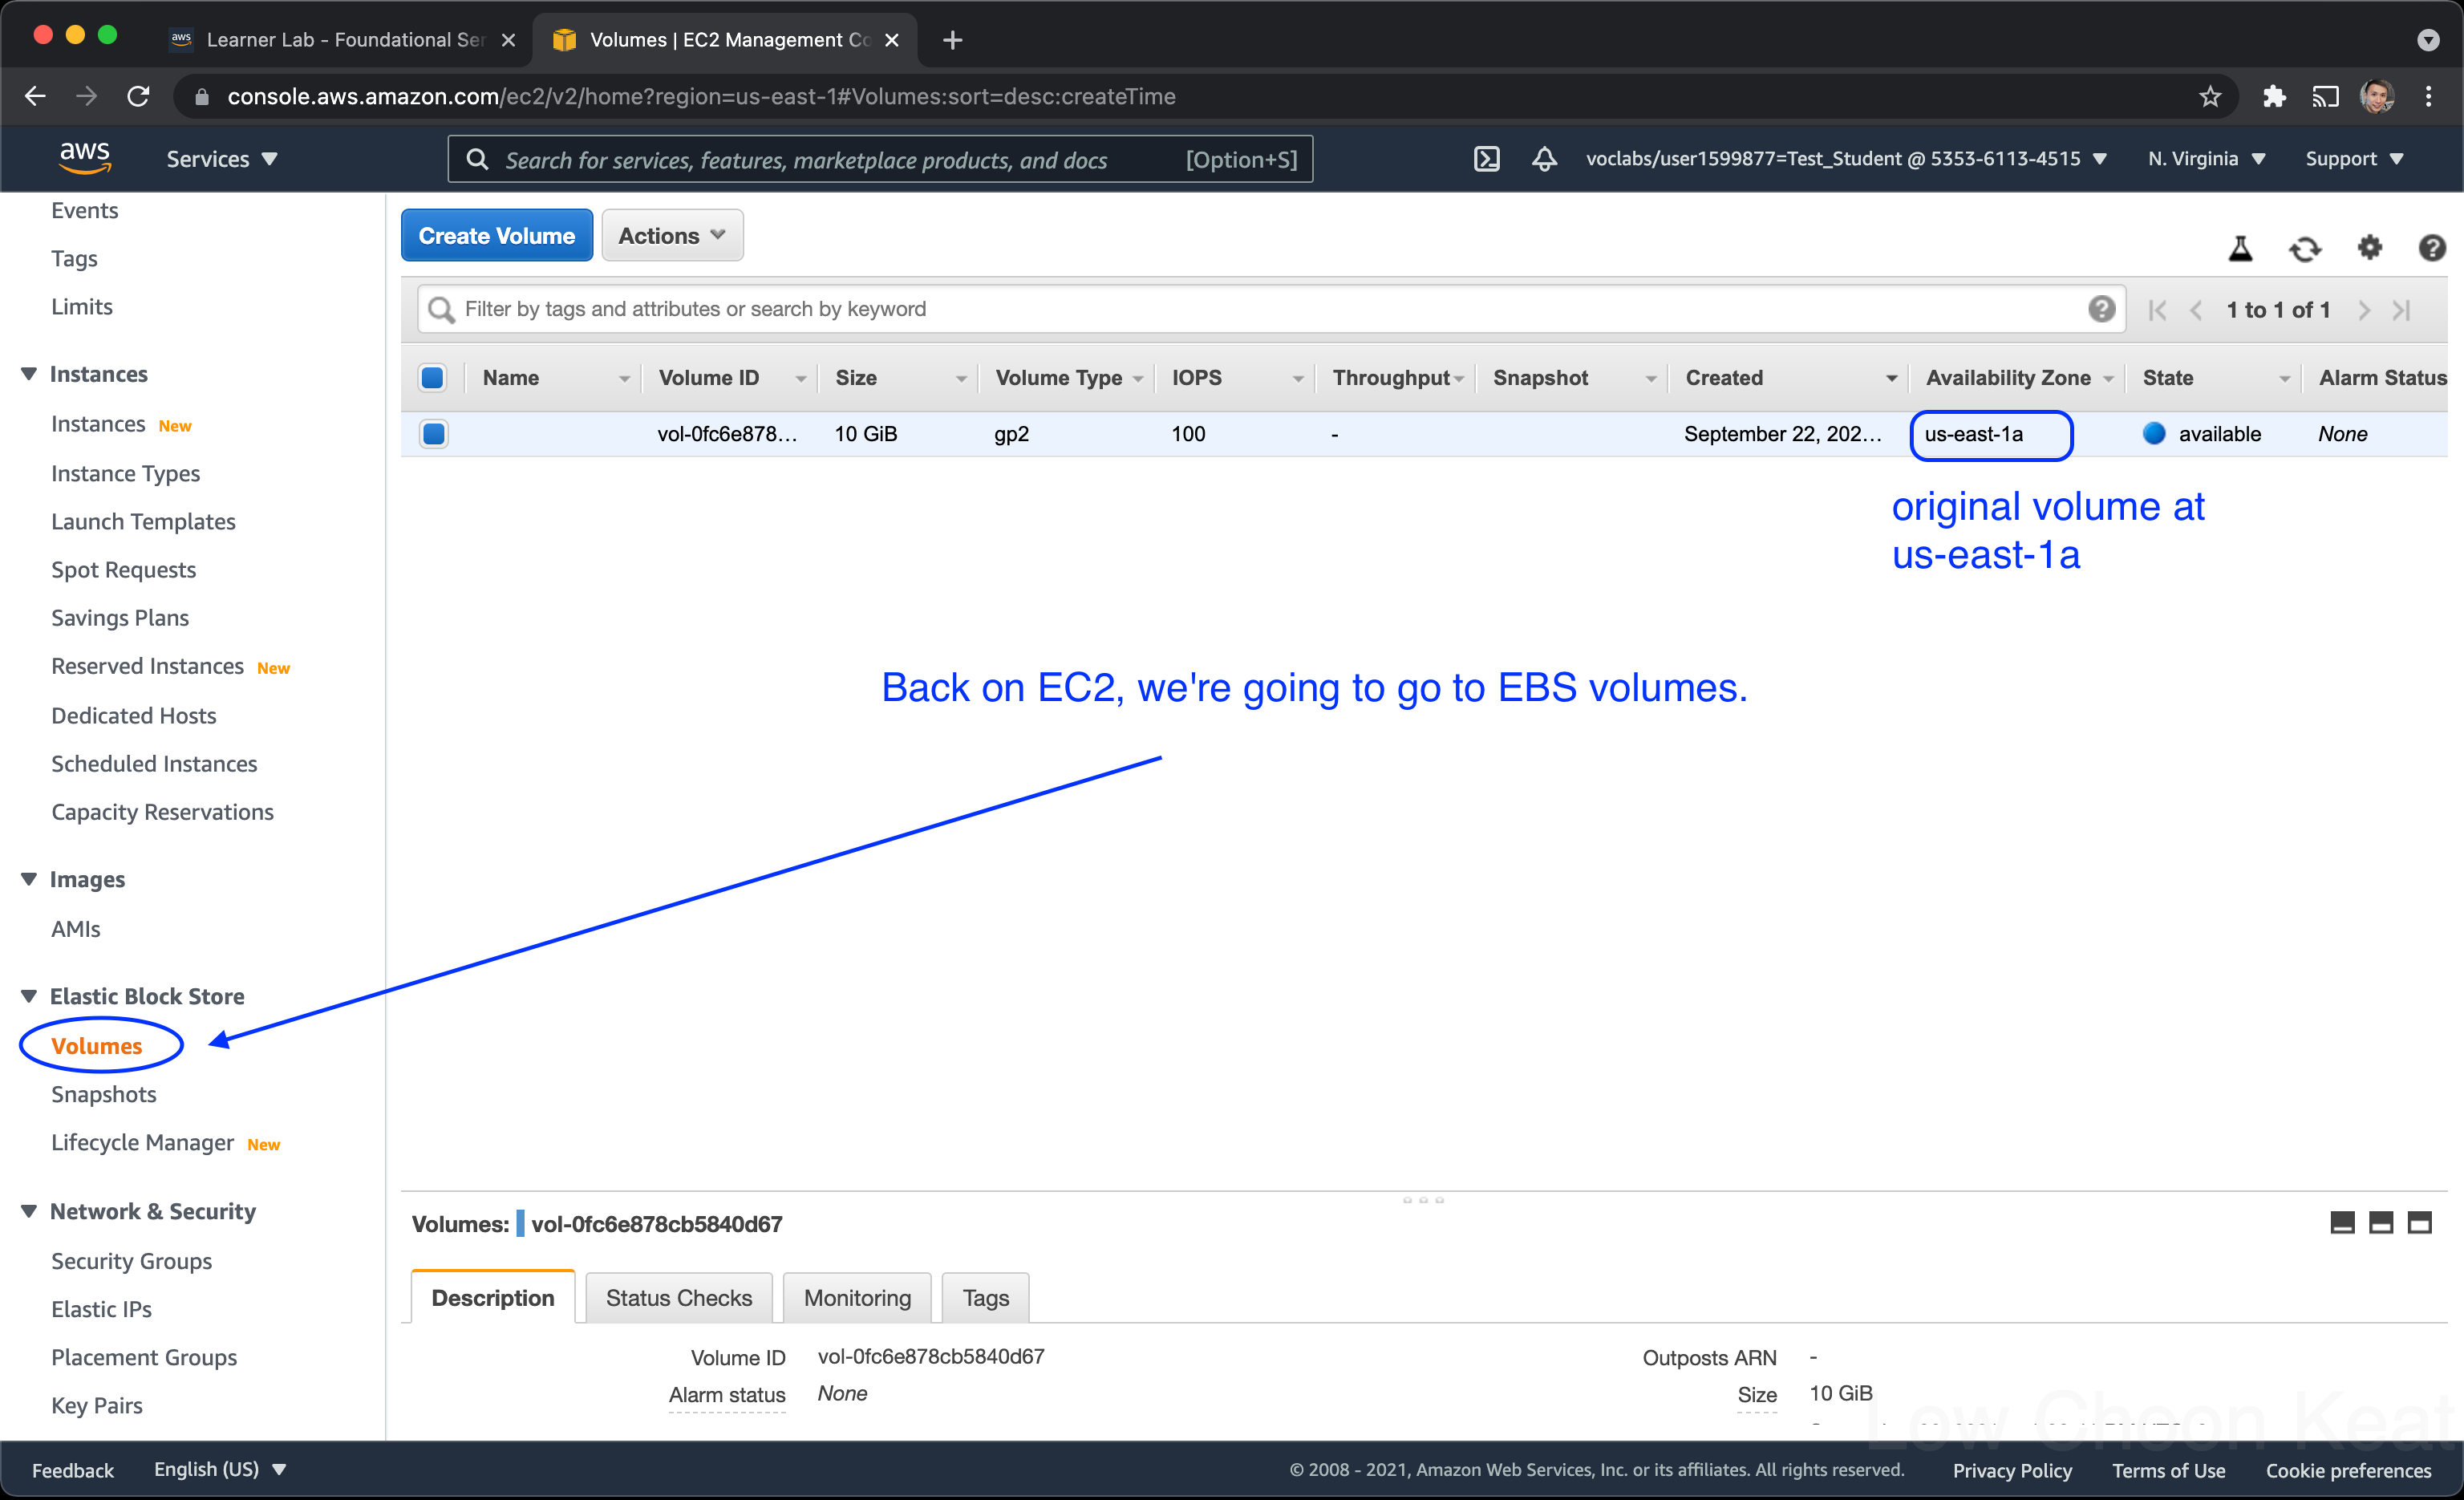 Learner Lab - Foundational Ser
Volumes | EC2 Management Co
console.aws.amazon.com/ec2/v2/home?region=us-east-1#Volumes:sort=desc:createTime
aws Services Search for services, features, marketplace products, and docs [Option+S] voclabs/user1599877=Test_Student @ 5353-6113-4515 N. Virginia Support
Events
Tags
Limits
Instances
Instances New
Instance Types
Launch Templates
Spot Requests
Savings Plans
Reserved Instances New
Dedicated Hosts
Scheduled Instances
Capacity Reservations
Images
AMIs
Elastic Block Store
Volumes
Snapshots
Lifecycle Manager New
Network & Security
Security Groups
Elastic IPs
Placement Groups
Key Pairs
Create Volume Actions
Filter by tags and attributes or search by keyword 1 to 1 of 1
Name Volume ID Size Volume Type IOPS Throughput Snapshot Created Availability Zone State Alarm Status
vol-0fc6e878... 10 GiB gp2 100 - September 22, 202... us-east-1a available None
original volume at
us-east-1a
Back on EC2, we're going to go to EBS volumes.
Volumes: vol-0fc6e878cb5840d67
Description Status Checks Monitoring Tags
Volume ID vol-0fc6e878cb5840d67 Outposts ARN -
Alarm status None Size 10 GiB
Low Choon Keat
Feedback English (US) © 2008 - 2021, Amazon Web Services, Inc. or its affiliates. All rights reserved. Privacy Policy Terms of Use Cookie preferences